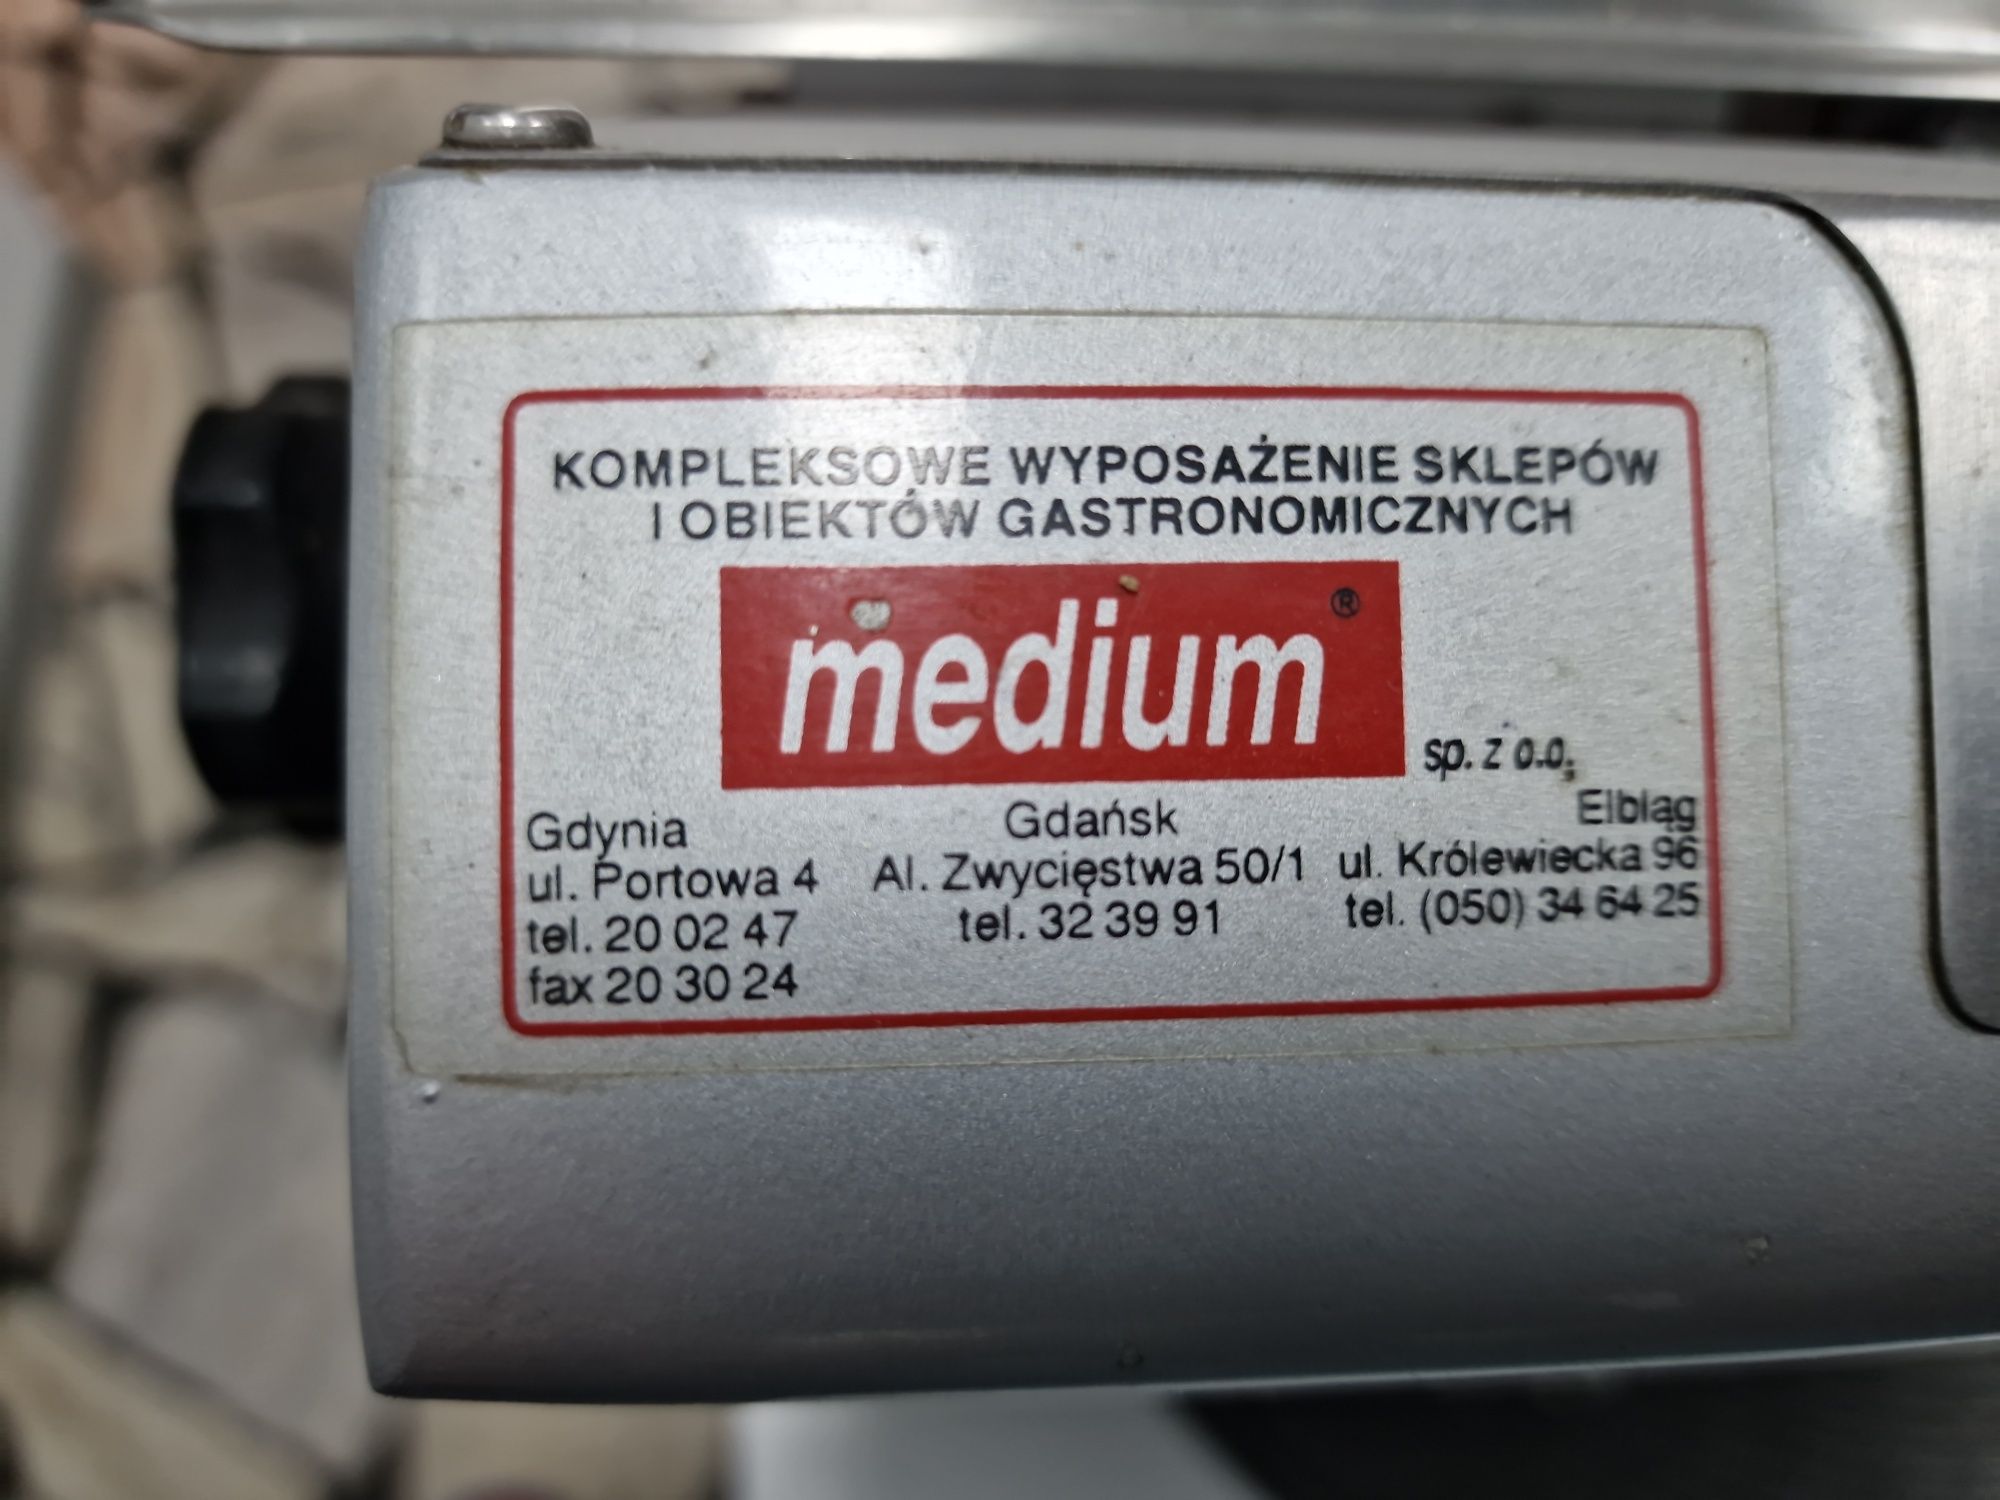 KOMPLEKSOWE WYPOSAŻENIE SKLEPÓW
I OBIEKTÓW GASTRONOMICZNYCH
medium ®
sp. z o.o.
Gdynia
ul. Portowa 4
tel. 20 02 47
fax 20 30 24
Gdańsk
Al. Zwycięstwa 50/1
tel. 32 39 91
Elbląg
ul. Królewiecka 96
tel. (050) 34 64 25